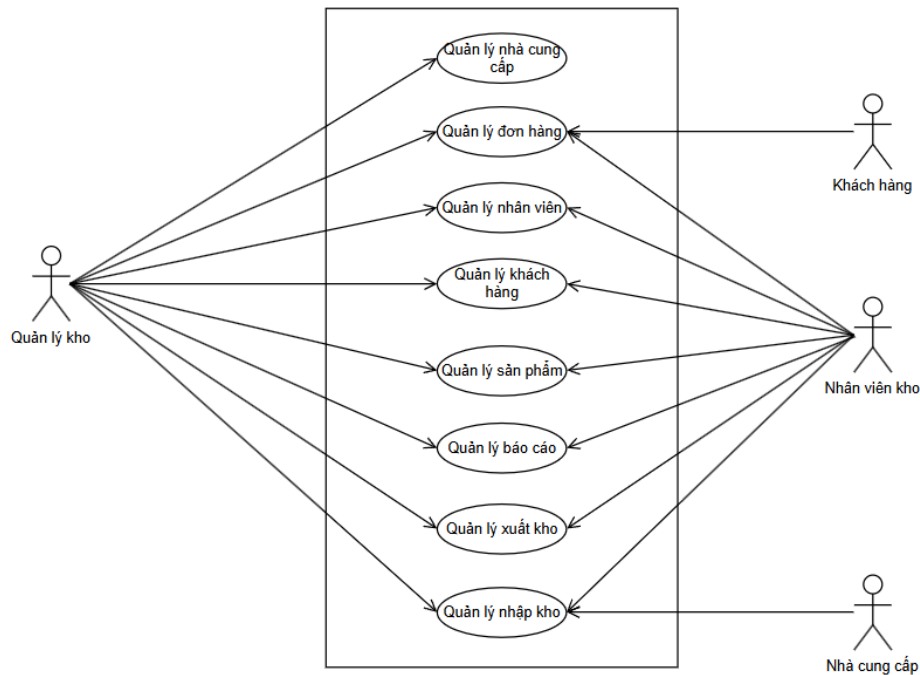 Quản lý nhà cung
cấp
Quản lý đơn hàng
Khách hàng
Quản lý nhân viên
Quản lý khách
hàng
Quản lý kho
Quản lý sản phẩm
Nhân viên kho
Quản lý báo cáo
Quản lý xuất kho
Quản lý nhập kho
Nhà cung cấp